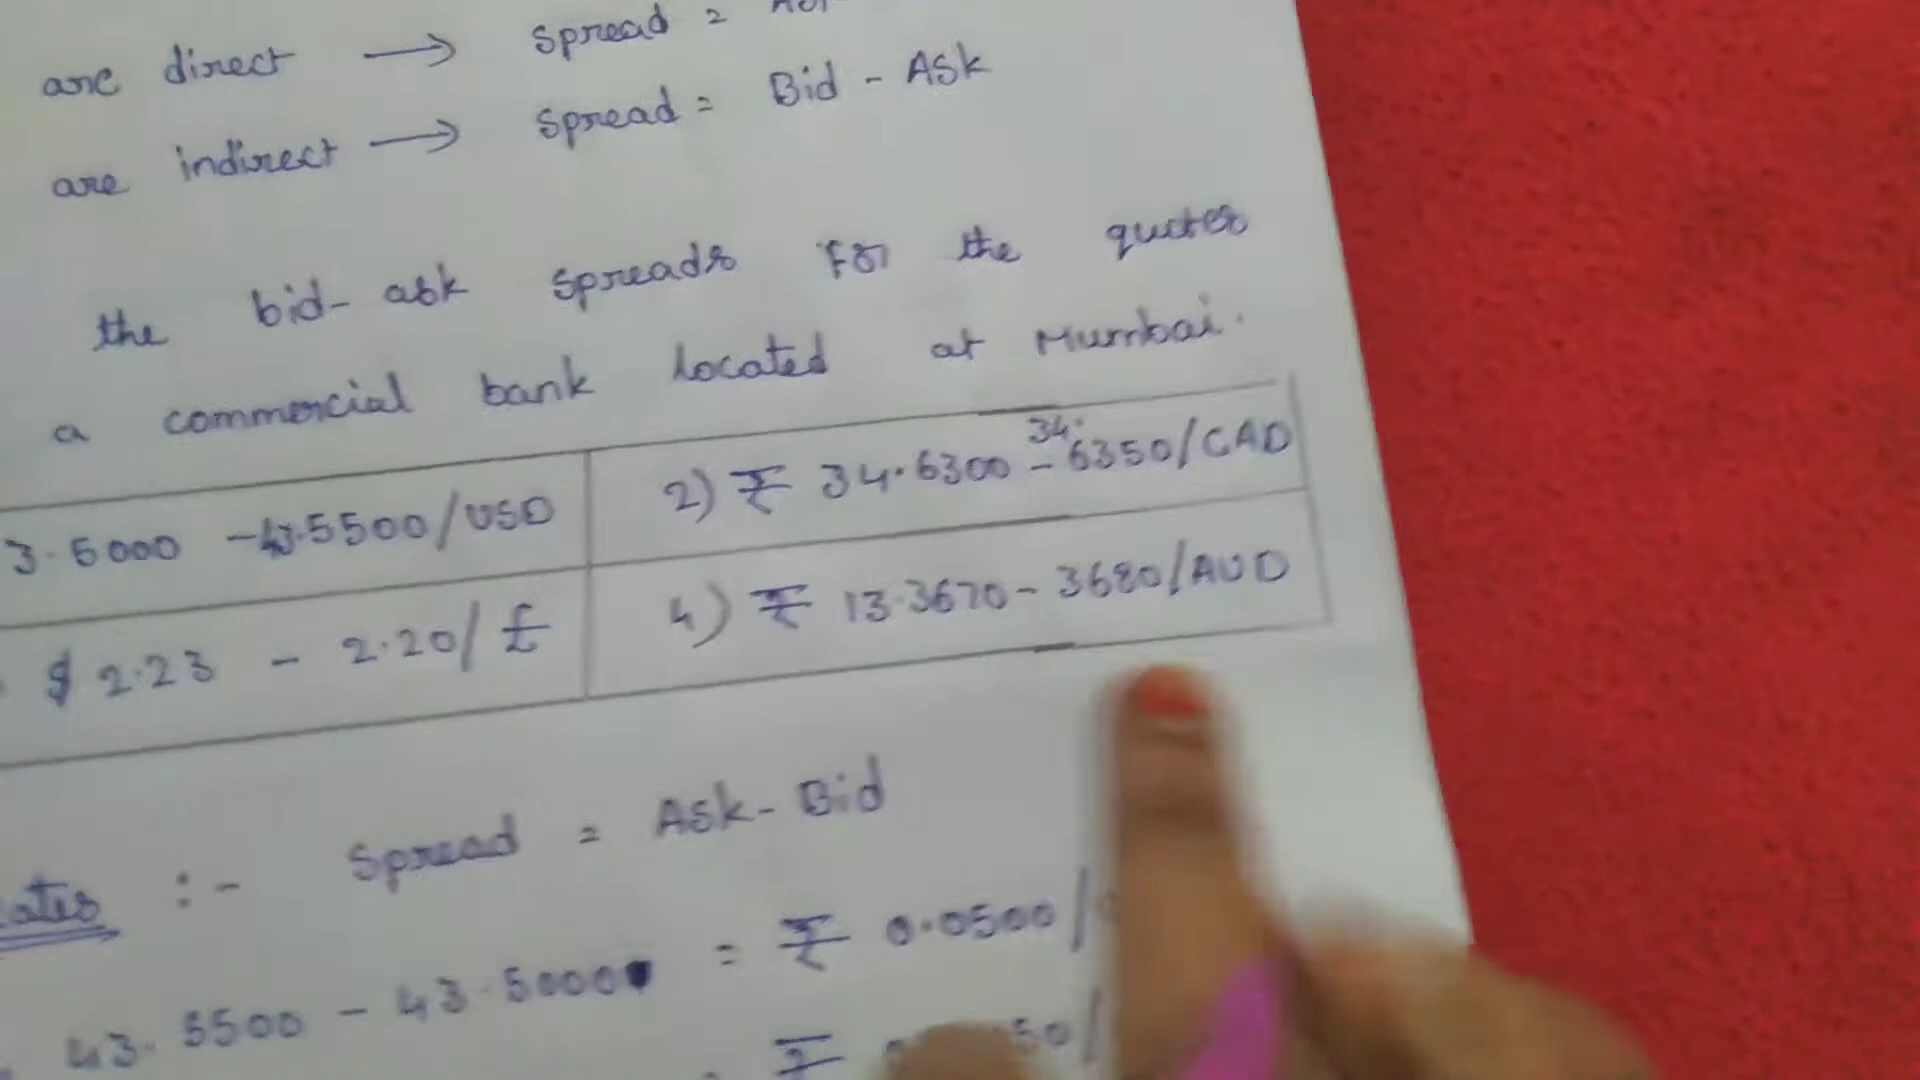 are direct → spread =
are indirect → spread = Bid - Ask
the bid- ask spreads for the quotes
a commercial bank located at Mumbai.
3.5000 - 43.5500/USD
2) ₹ 34.6300 - 34.6350/CAD
$ 2.23 - 2.20/£
4) ₹ 13.3670 - 3680/AUD
:- Spread = Ask- Bid
43.5500 - 43.5000 = ₹ 0.0500/
= ₹